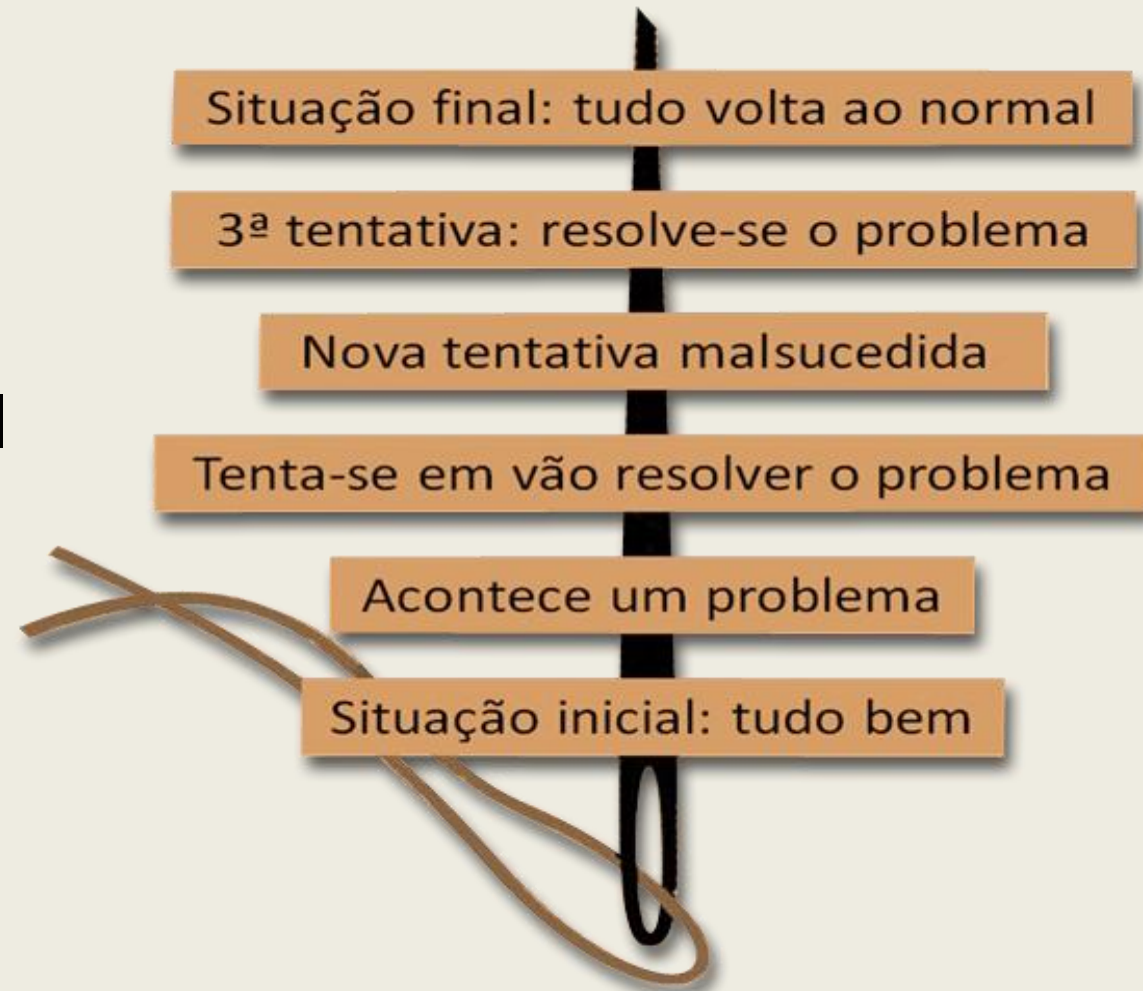 Situação final: tudo volta ao normal
3ª tentativa: resolve-se o problema
Nova tentativa malsucedida
Tenta-se em vão resolver o problema
Acontece um problema
Situação inicial: tudo bem